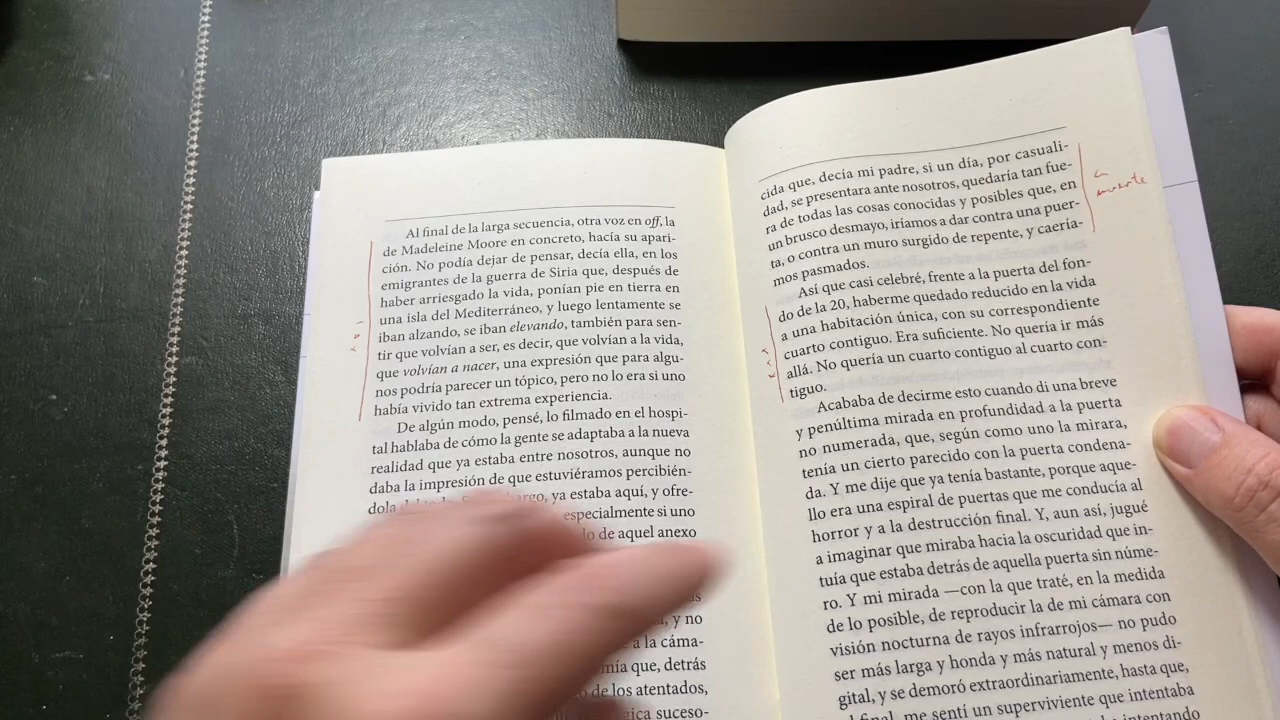 Al final de la larga secuencia, otra voz en off, la
de Madeleine Moore en concreto, hacía su apari-
ción. No podía dejar de pensar, decía ella, en los
emigrantes de la guerra de Siria que, después de
haber arriesgado la vida, ponían pie en tierra en
una isla del Mediterráneo, y luego lentamente se
iban alzando, se iban elevando, también para sen-
tir que volvían a ser, es decir, que volvían a la vida,
que volvían a nacer, una expresión que para algu-
nos podría parecer un tópico, pero no lo era si uno
había vivido tan extrema experiencia.
De algún modo, pensé, lo filmado en el hospi-
tal hablaba de cómo la gente se adaptaba a la nueva
realidad que ya estaba entre nosotros, aunque no
daba la impresión de que estuviéramos percibién-
ya estaba aquí, y ofre-
especialmente si uno
de aquel anexo
y no
a la cáma-
que, detrás
de los atentados,
suceso-
cida que, decía mi padre, si un día, por casuali-
dad, se presentara ante nosotros, quedaría tan fue-
ra de todas las cosas conocidas y posibles que, en
un brusco desmayo, iríamos a dar contra una puer-
ta, o contra un muro surgido de repente, y caería-
mos pasmados.
la muerte
Así que casi celebré, frente a la puerta del fon-
do de la 20, haberme quedado reducido en la vida
a una habitación única, con su correspondiente
cuarto contiguo. Era suficiente. No quería ir más
allá. No quería un cuarto contiguo al cuarto con-
tiguo.
Acababa de decirme esto cuando di una breve
y penúltima mirada en profundidad a la puerta
no numerada, que, según como uno la mirara,
tenía un cierto parecido con la puerta condena-
da. Y me dije que ya tenía bastante, porque aque-
llo era una espiral de puertas que me conducía al
horror y a la destrucción final. Y, aun así, jugué
a imaginar que miraba hacia la oscuridad que in-
tuía que estaba detrás de aquella puerta sin núme-
ro. Y mi mirada —con la que traté, en la medida
de lo posible, de reproducir la de mi cámara con
visión nocturna de rayos infrarrojos— no pudo
ser más larga y honda y más natural y menos di-
gital, y se demoró extraordinariamente, hasta que,
al final, me sentí un superviviente que intentaba
intentando